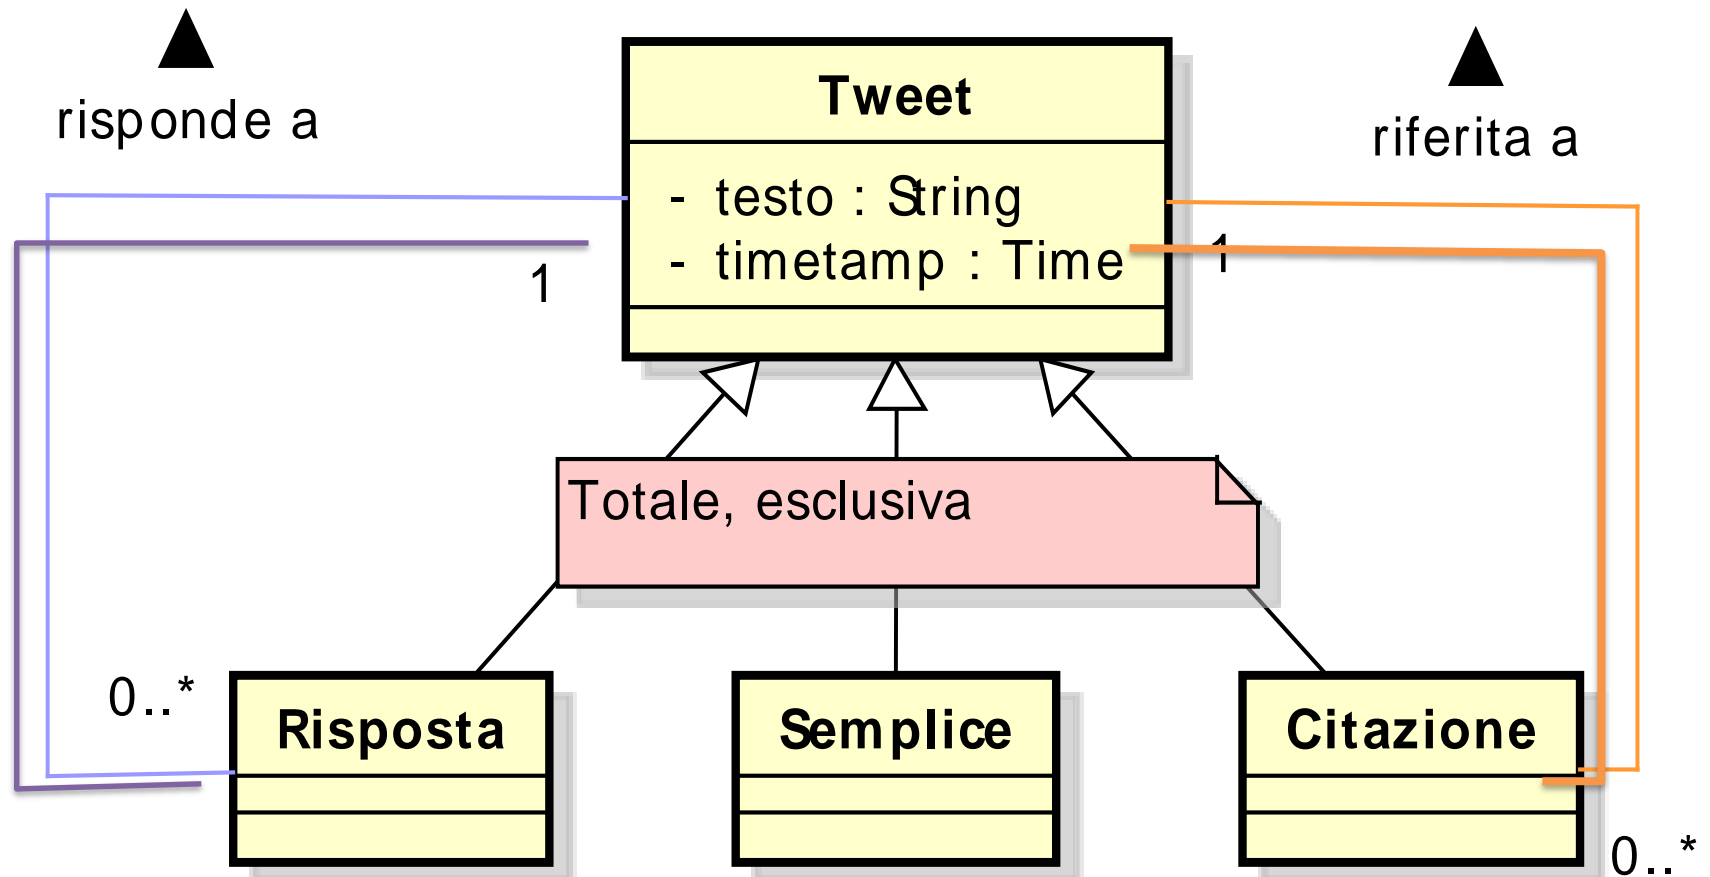 risponde a
Tweet
riferita a
- testo : String
- timetamp : Time
1
1
Totale, esclusiva
0..*
Risposta
Semplice
Citazione
0..*